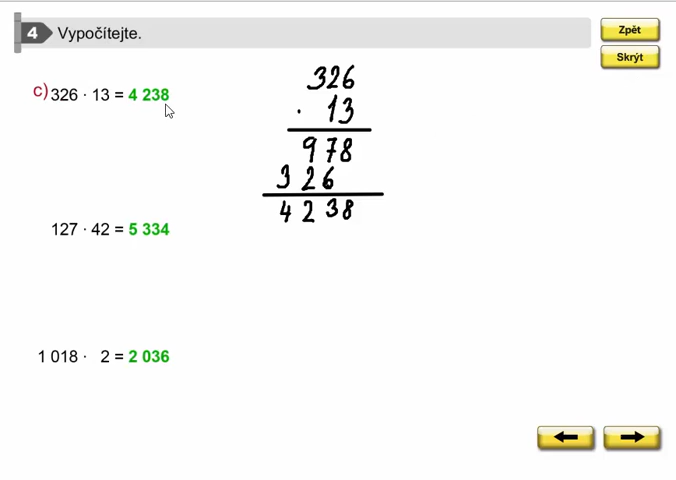 4 Vypočítejte.
Zpět
Skrýt
c) 326 · 13 = 4 238
326
· 13
978
326
4238
127 · 42 = 5 334
1 018 · 2 = 2 036